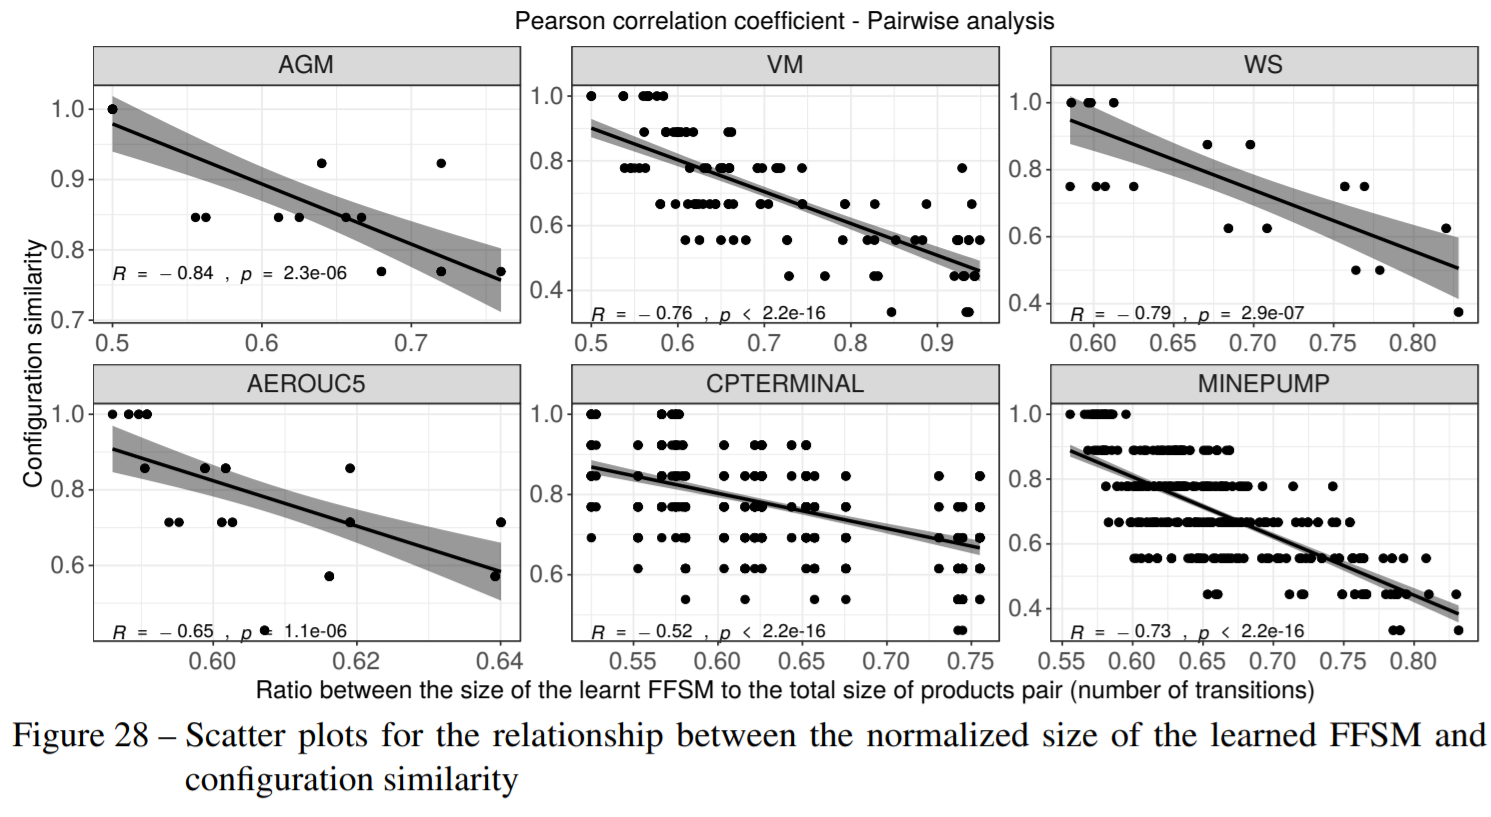 Pearson correlation coefficient - Pairwise analysis
AGM
VM
WS
1.0
0.9
0.8
0.7
R = − 0.84 , p = 2.3e-06
0.5 0.6 0.7
1.0
0.8
0.6
0.4
R = − 0.76 , p < 2.2e-16
0.5 0.6 0.7 0.8 0.9
1.0
0.8
0.6
0.4
R = − 0.79 , p = 2.9e-07
0.60 0.65 0.70 0.75 0.80
Configuration similarity
AEROUC5
CPTERMINAL
MINEPUMP
1.0
0.8
0.6
R = − 0.65 , p = 1.1e-06
0.60 0.62 0.64
1.0
0.8
0.6
R = − 0.52 , p < 2.2e-16
0.55 0.60 0.65 0.70 0.75
1.0
0.8
0.6
0.4
R = − 0.73 , p < 2.2e-16
0.55 0.60 0.65 0.70 0.75 0.80
Ratio between the size of the learnt FFSM to the total size of products pair (number of transitions)
Figure 28 – Scatter plots for the relationship between the normalized size of the learned FFSM and
configuration similarity